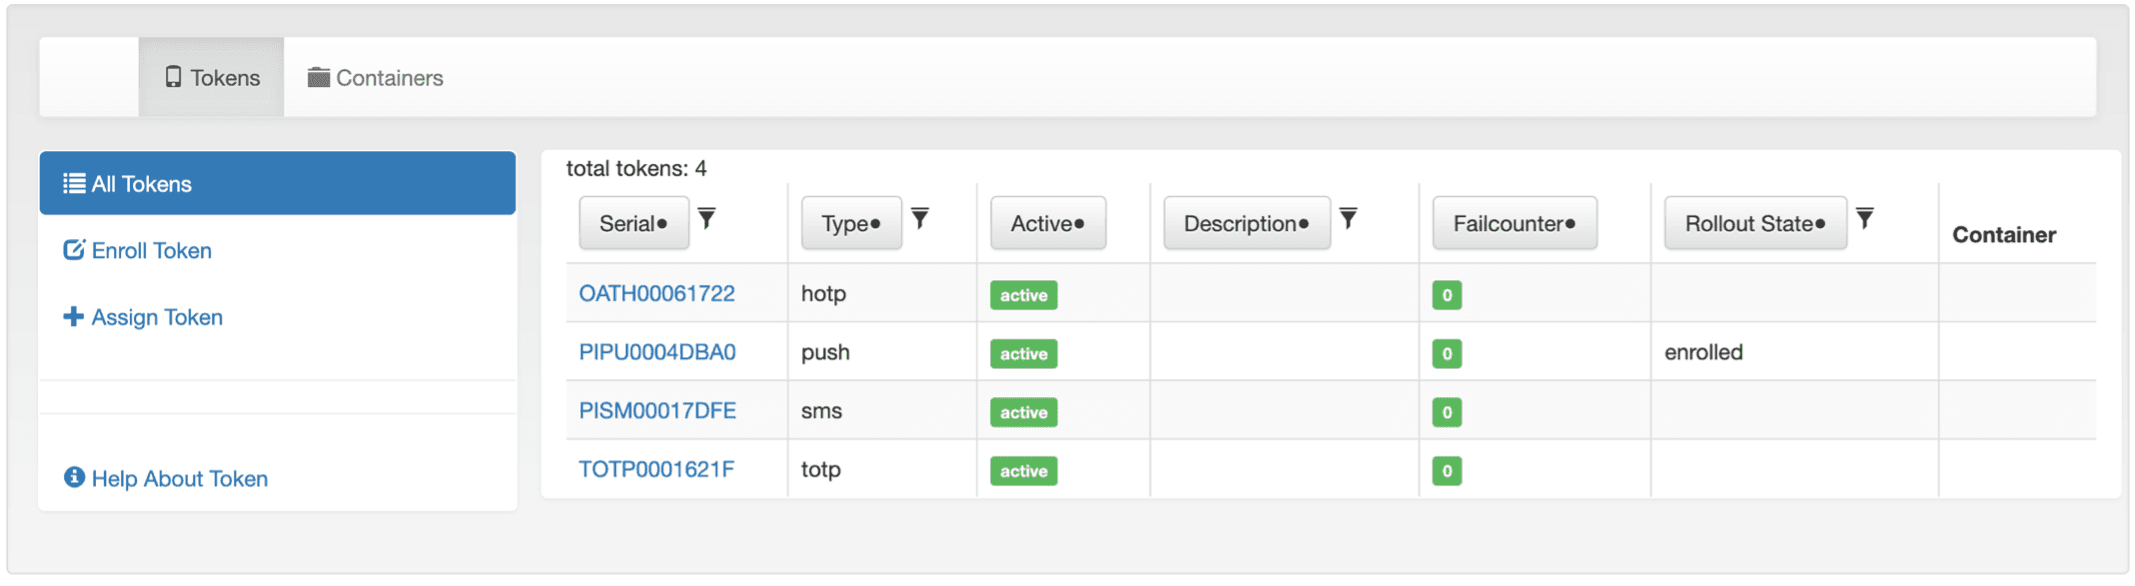 Tokens Containers
All Tokens
Enroll Token
Assign Token
Help About Token
total tokens: 4
Serial● Type● Active● Description● Failcounter● Rollout State● Container
OATH00061722 hotp active 0
PIPU0004DBA0 push active 0 enrolled
PISM00017DFE sms active 0
TOTP0001621F totp active 0